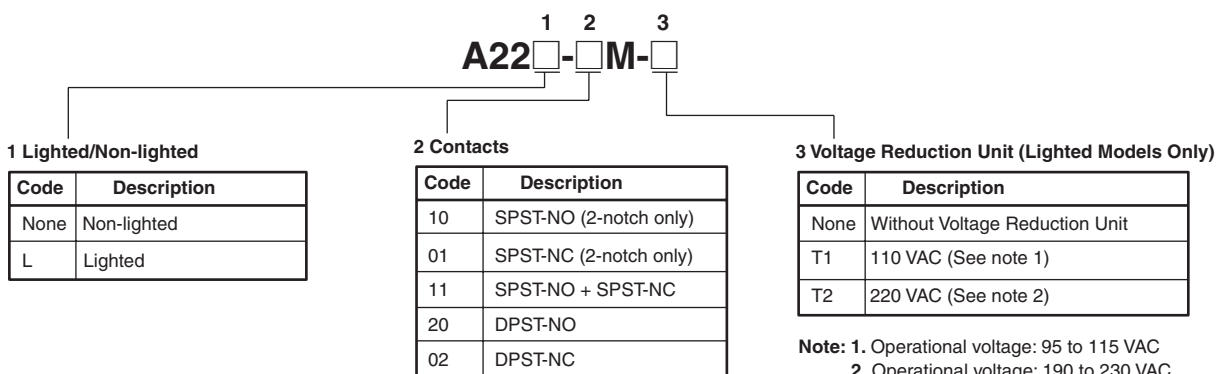 1 2 3
A22□-□M-□
1 Lighted/Non-lighted
Code Description
None Non-lighted
L Lighted
2 Contacts
Code Description
10 SPST-NO (2-notch only)
01 SPST-NC (2-notch only)
11 SPST-NO + SPST-NC
20 DPST-NO
02 DPST-NC
3 Voltage Reduction Unit (Lighted Models Only)
Code Description
None Without Voltage Reduction Unit
T1 110 VAC (See note 1)
T2 220 VAC (See note 2)
Note: 1. Operational voltage: 95 to 115 VAC
2. Operational voltage: 190 to 230 VAC